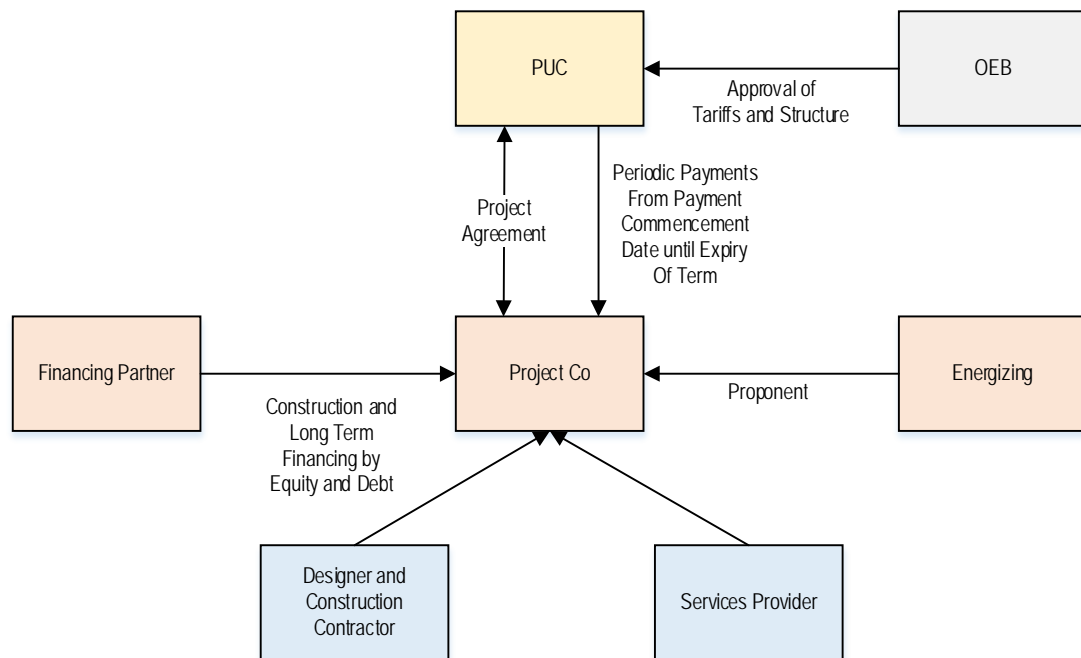 PUC
OEB
Approval of
Tariffs and Structure
Periodic Payments
From Payment
Commencement
Date until Expiry
Of Term
Project
Agreement
Financing Partner
Project Co
Energizing
Proponent
Construction and
Long Term
Financing by
Equity and Debt
Designer and
Construction
Contractor
Services Provider